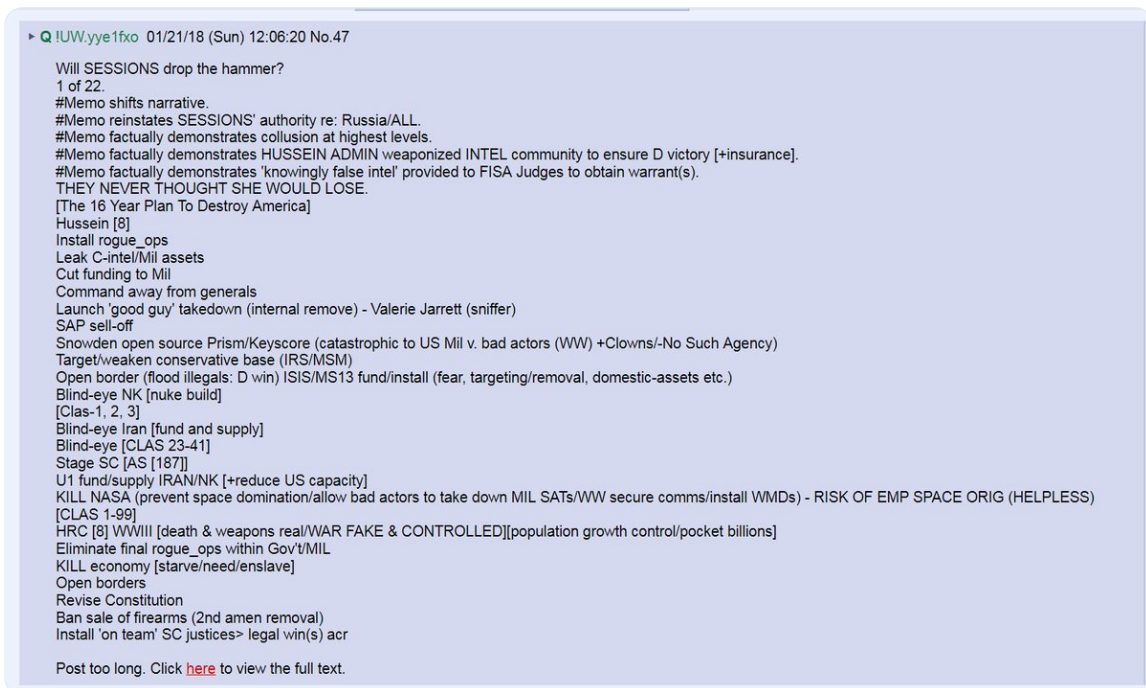 Q !UW.yye1fxo 01/21/18 (Sun) 12:06:20 No.47
Will SESSIONS drop the hammer?
1 of 22.
#Memo shifts narrative.
#Memo reinstates SESSIONS' authority re: Russia/ALL.
#Memo factually demonstrates collusion at highest levels.
#Memo factually demonstrates HUSSEIN ADMIN weaponized INTEL community to ensure D victory [+insurance].
#Memo factually demonstrates 'knowingly false intel' provided to FISA Judges to obtain warrant(s).
THEY NEVER THOUGHT SHE WOULD LOSE.
[The 16 Year Plan To Destroy America]
Hussein [8]
Install rogue_ops
Leak C-intel/Mil assets
Cut funding to Mil
Command away from generals
Launch 'good guy' takedown (internal remove) - Valerie Jarrett (sniffer)
SAP sell-off
Snowden open source Prism/Keyscore (catastrophic to US Mil v. bad actors (WW) +Clowns/-No Such Agency)
Target/weaken conservative base (IRS/MSM)
Open border (flood illegals: D win) ISIS/MS13 fund/install (fear, targeting/removal, domestic-assets etc.)
Blind-eye NK [nuke build]
[Clas-1, 2, 3]
Blind-eye Iran [fund and supply]
Blind-eye [CLAS 23-41]
Stage SC [AS [187]]
U1 fund/supply IRAN/NK [+reduce US capacity]
KILL NASA (prevent space domination/allow bad actors to take down MIL SATs/WW secure comms/install WMDs) - RISK OF EMP SPACE ORIG (HELPLESS)
[CLAS 1-99]
HRC [8] WWIII [death & weapons real/WAR FAKE & CONTROLLED][population growth control/pocket billions]
Eliminate final rogue_ops within Gov't/MIL
KILL economy [starve/need/enslave]
Open borders
Revise Constitution
Ban sale of firearms (2nd amen removal)
Install 'on team' SC justices> legal win(s) acr
Post too long. Click here to view the full text.